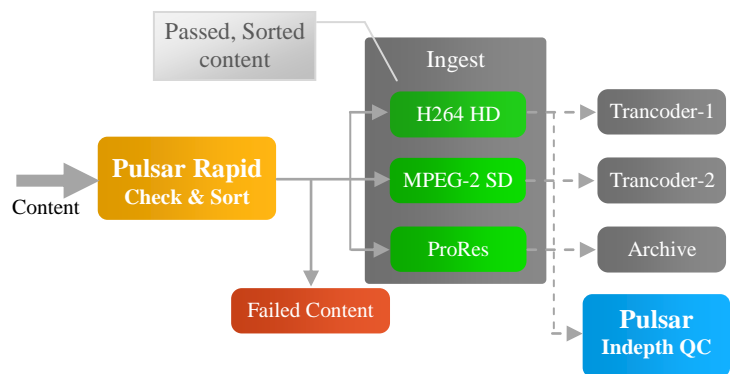 Passed, Sorted
content
Ingest
H264 HD
Trancoder-1
Pulsar Rapid
Check & Sort
MPEG-2 SD
Trancoder-2
Content
ProRes
Archive
Failed Content
Pulsar
Indepth QC